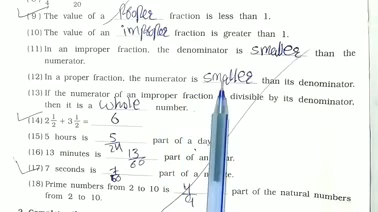 4 20
(9) The value of a Proper fraction is less than 1.
(10) The value of an improper fraction is greater than 1.
(11) In an improper fraction, the denominator is smaller than the
numerator.
(12) In a proper fraction, the numerator is smaller than its denominator.
(13) If the numerator of an improper fraction divisible by its denominator,
then it is a whole number.
(14) 2 1/2 + 3 1/2 = 6
(15) 5 hours is 5/24 part of a day
(16) 13 minutes is 13/60 part of an
(17) 7 seconds is 7/60 part of a
(18) Prime numbers from 2 to 10 is 4/9 part of the natural numbers
from 2 to 10.